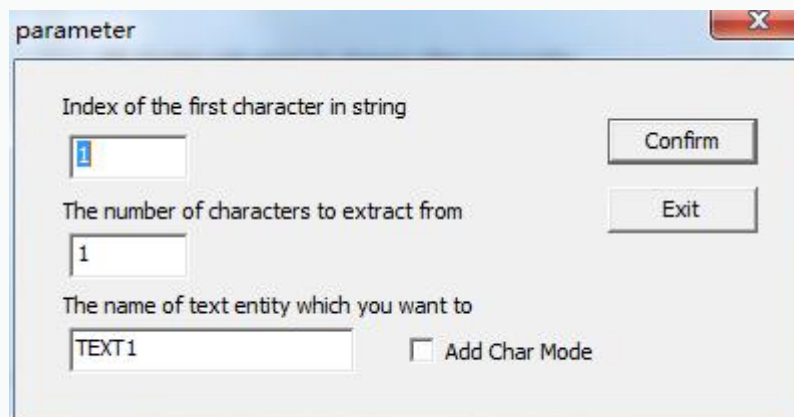 parameter
Index of the first character in string
1
Confirm
The number of characters to extract from
Exit
1
The name of text entity which you want to
TEXT1
Add Char Mode